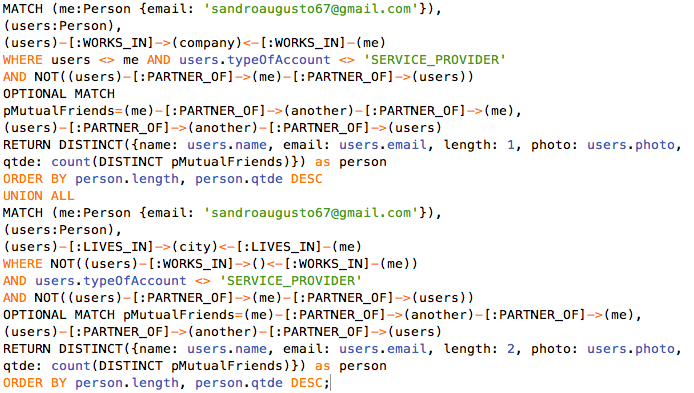 MATCH (me:Person {email: 'sandroaugusto67@gmail.com'}),
(users:Person),
(users)-[:WORKS_IN]->(company)<-[:WORKS_IN]-(me)
WHERE users <> me AND users.typeOfAccount <> 'SERVICE_PROVIDER'
AND NOT((users)-[:PARTNER_OF]->(me)-[:PARTNER_OF]->(users))
OPTIONAL MATCH
pMutualFriends=(me)-[:PARTNER_OF]->(another)-[:PARTNER_OF]->(me),
(users)-[:PARTNER_OF]->(another)-[:PARTNER_OF]->(users)
RETURN DISTINCT({name: users.name, email: users.email, length: 1, photo: users.photo,
qtde: count(DISTINCT pMutualFriends)}) as person
ORDER BY person.length, person.qtde DESC
UNION ALL
MATCH (me:Person {email: 'sandroaugusto67@gmail.com'}),
(users:Person),
(users)-[:LIVES_IN]->(city)<-[:LIVES_IN]-(me)
WHERE NOT((users)-[:WORKS_IN]->()<-[:WORKS_IN]-(me))
AND users.typeOfAccount <> 'SERVICE_PROVIDER'
AND NOT((users)-[:PARTNER_OF]->(me)-[:PARTNER_OF]->(users))
OPTIONAL MATCH pMutualFriends=(me)-[:PARTNER_OF]->(another)-[:PARTNER_OF]->(me),
(users)-[:PARTNER_OF]->(another)-[:PARTNER_OF]->(users)
RETURN DISTINCT({name: users.name, email: users.email, length: 2, photo: users.photo,
qtde: count(DISTINCT pMutualFriends)}) as person
ORDER BY person.length, person.qtde DESC;